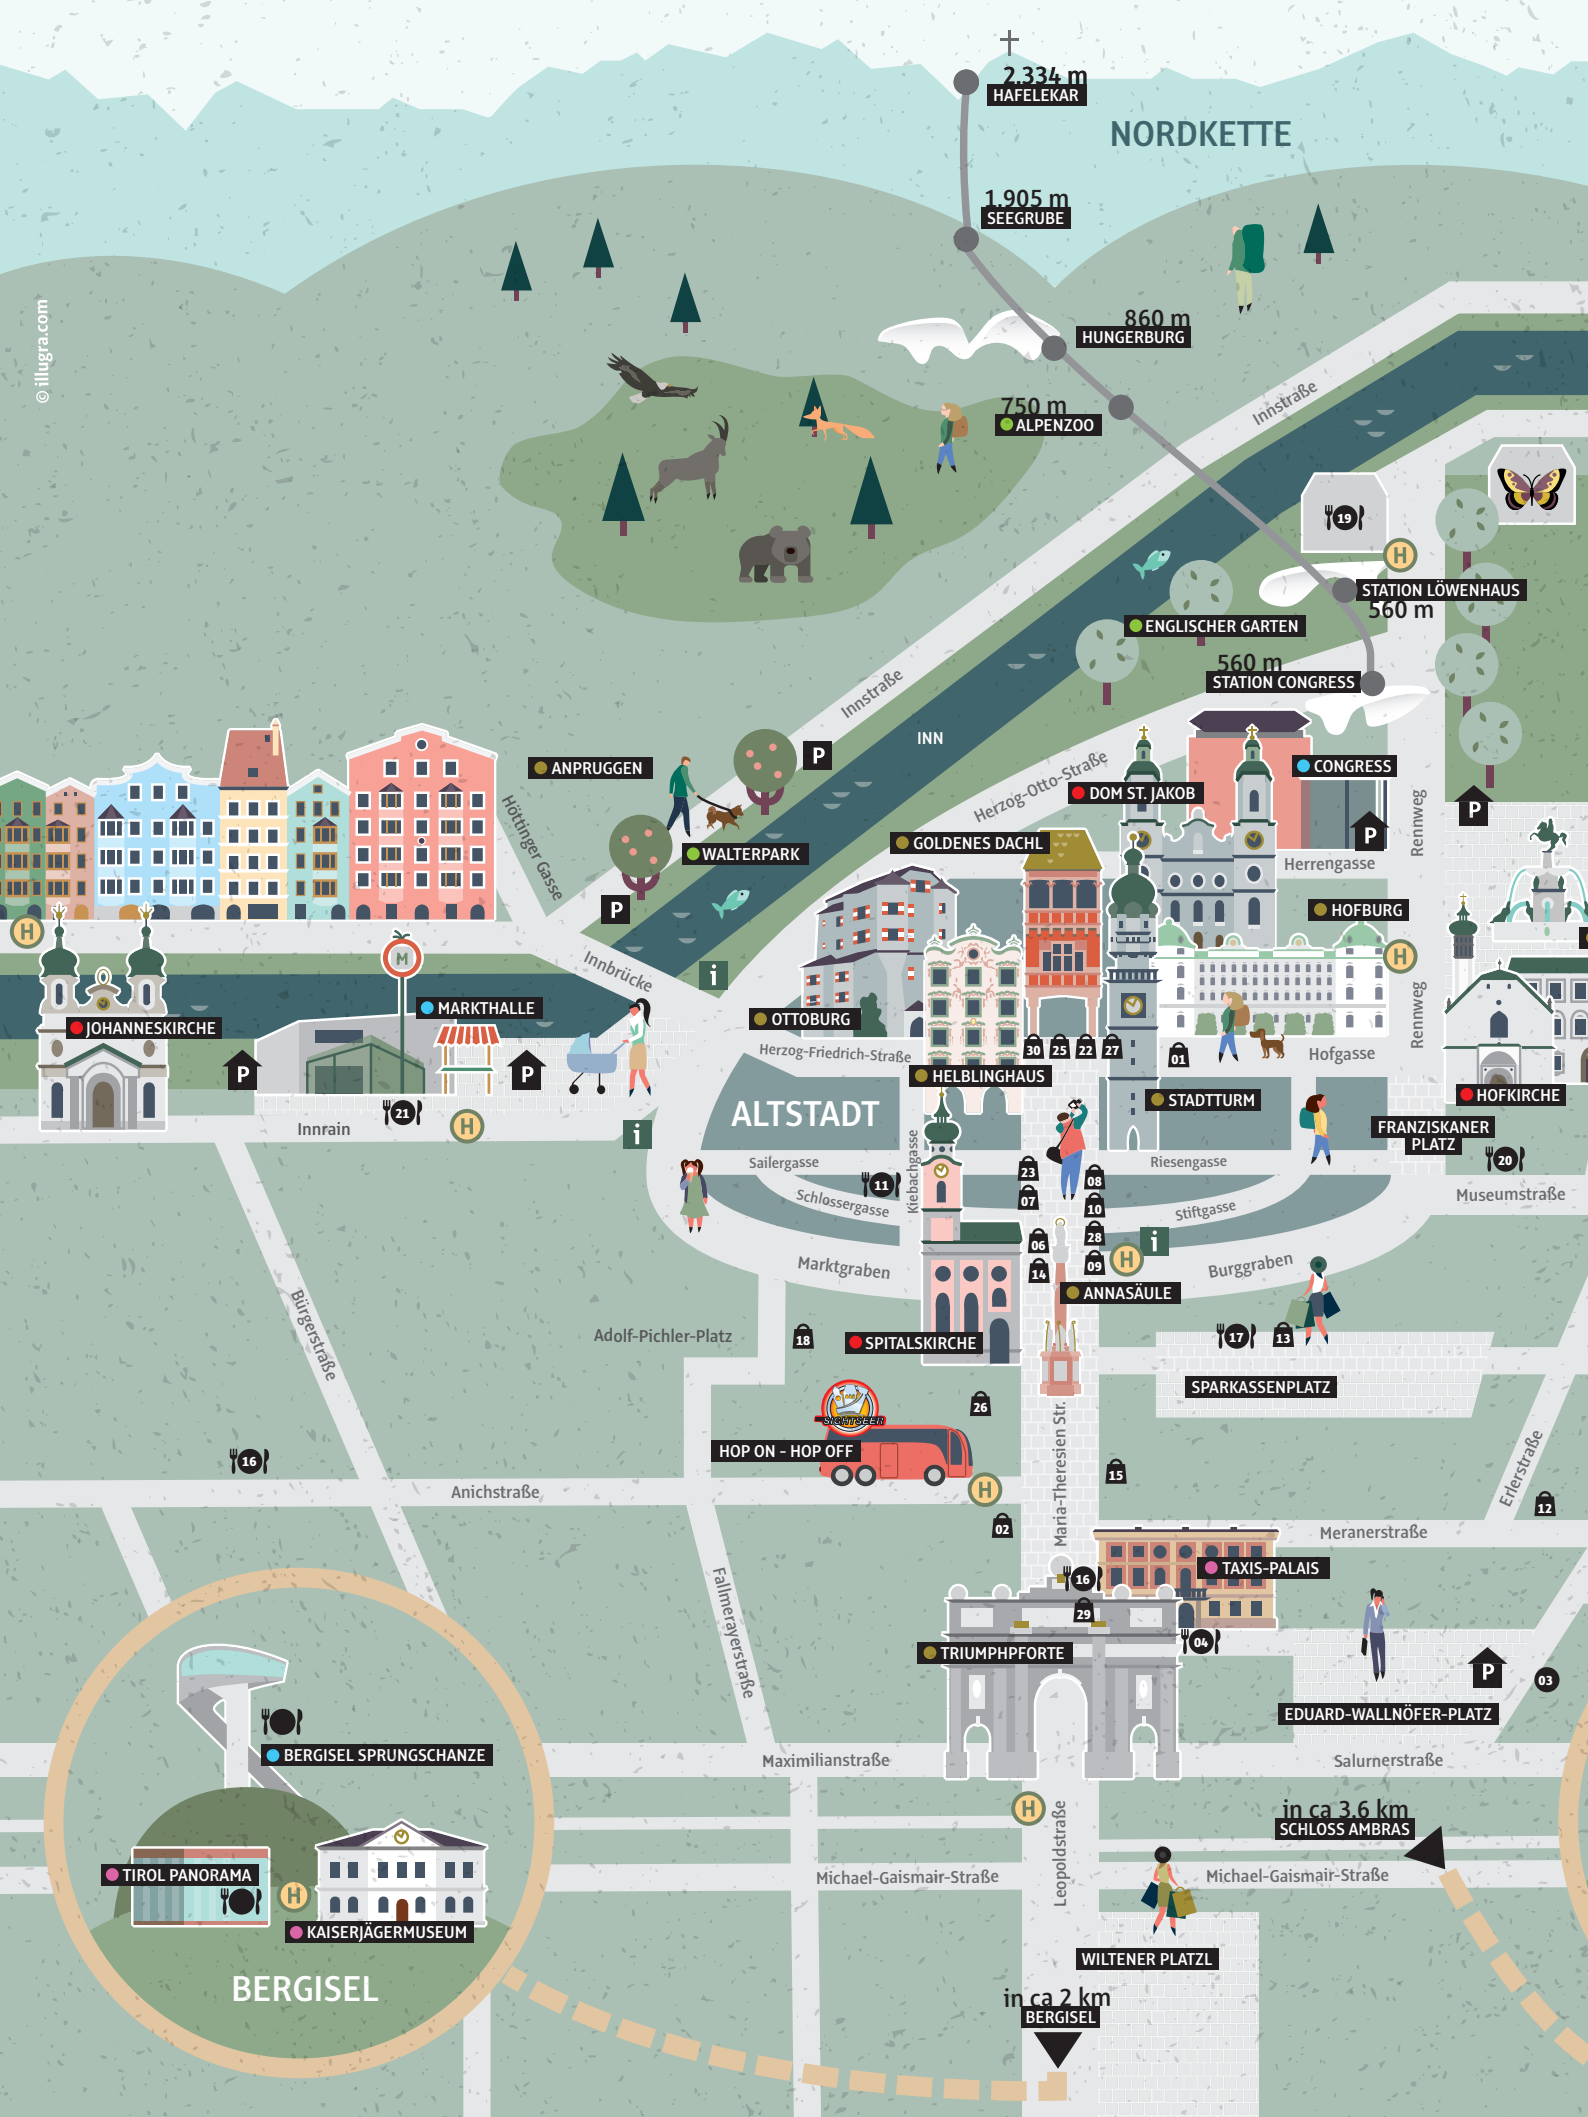 2.334 m
HAFELEKAR
NORDKETTE
1.905 m
SEEGRUBE
© illugra.com
860 m
HUNGERBURG
750 m
ALPENZOO
Innstraße
19
H
STATION LÖWENHAUS
560 m
ENGLISCHER GARTEN
560 m
STATION CONGRESS
Innstraße
INN
ANPRUGGEN
P
Herzog-Otto-Straße
CONGRESS
DOM ST. JAKOB
P
P
Rennweg
Höttinger Gasse
WALTERPARK
GOLDENES DACHL
Herrengasse
P
HOFBURG
H
H
M
Innbrücke
i
MARKTHALLE
OTTOBURG
JOHANNESKIRCHE
Rennweg
Herzog-Friedrich-Straße
30
25
22
27
01
Hofgasse
P
P
HELBLINGHAUS
STADTTURM
HOFKIRCHE
21
H
Innrain
i
ALTSTADT
FRANZISKANER
PLATZ
Sailergasse
Kiebachgasse
Riesengasse
20
11
23
08
Schlossergasse
07
10
Stiftgasse
Museumstraße
06
28
i
14
09
H
Marktgraben
Burggraben
ANNASÄULE
Bürgerstraße
Adolf-Pichler-Platz
18
SPITALSKIRCHE
17
13
SPARKASSENPLATZ
26
SIGHTSEER
HOP ON - HOP OFF
Maria-Theresien Str.
16
15
Erlerstraße
Anichstraße
H
12
02
Meranerstraße
TAXIS-PALAIS
16
29
Fallmerayerstraße
04
TRIUMPHPFORTE
P
03
EDUARD-WALLNÖFER-PLATZ
BERGISEL SPRUNGSCHANZE
Maximilianstraße
Salurnerstraße
H
Leopoldstraße
in ca 3.6 km
SCHLOSS AMBRAS
TIROL PANORAMA
H
Michael-Gaismair-Straße
Michael-Gaismair-Straße
KAISERJÄGERMUSEUM
WILTENER PLATZL
BERGISEL
in ca 2 km
BERGISEL